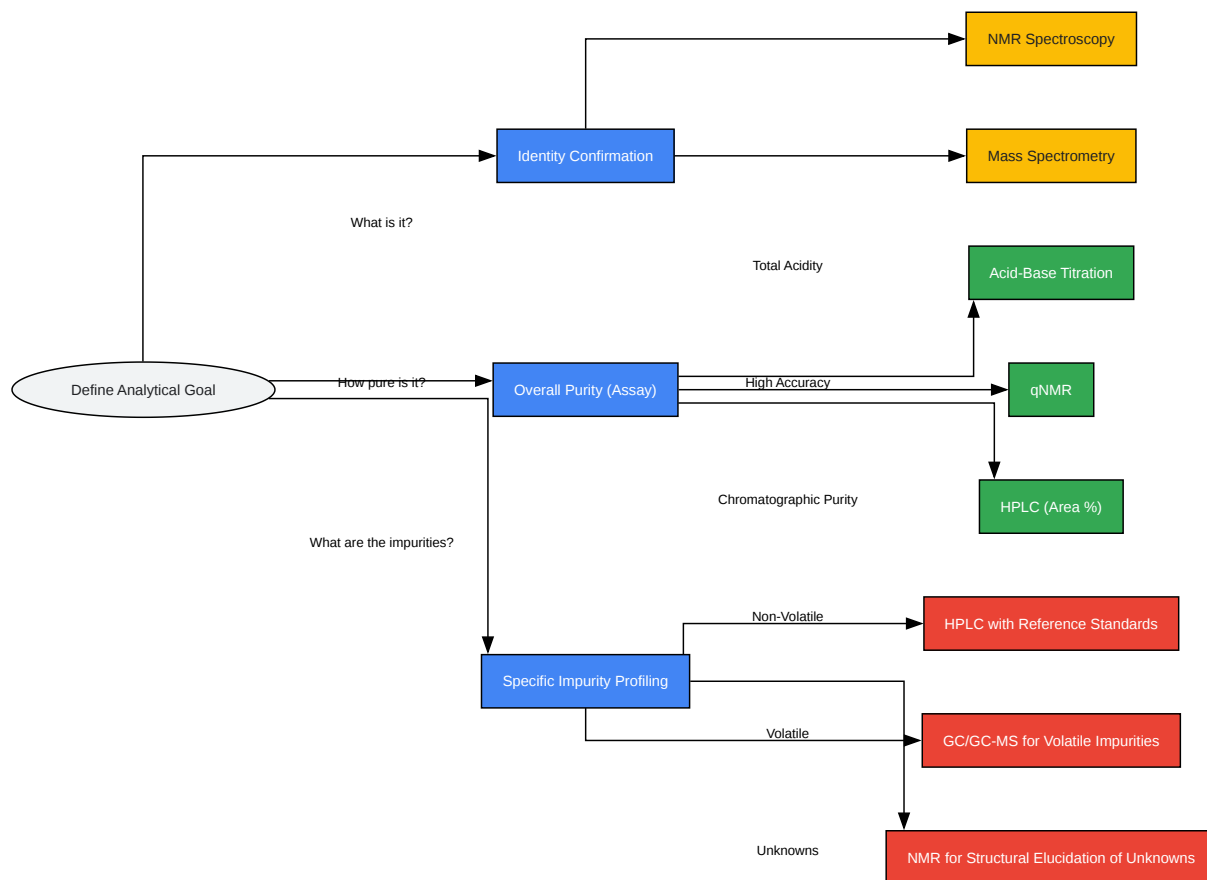 NMR Spectroscopy
Identity Confirmation
Mass Spectrometry
What is it?
Total Acidity
Acid-Base Titration
Define Analytical Goal
How pure is it?
Overall Purity (Assay)
High Accuracy
qNMR
Chromatographic Purity
HPLC (Area %)
What are the impurities?
Non-Volatile
HPLC with Reference Standards
Specific Impurity Profiling
Volatile
GC/GC-MS for Volatile Impurities
Unknowns
NMR for Structural Elucidation of Unknowns